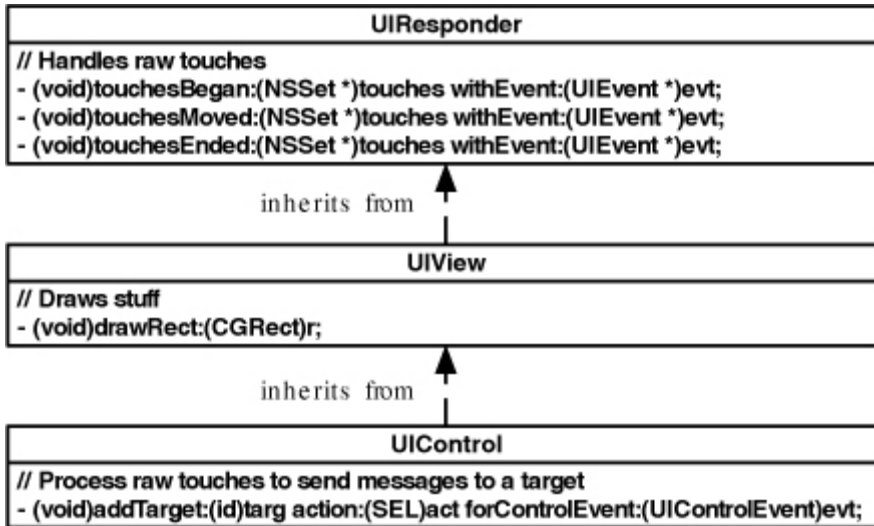 UIResponder
// Handles raw touches
- (void)touchesBegan:(NSSet *)touches withEvent:(UIEvent *)evt;
- (void)touchesMoved:(NSSet *)touches withEvent:(UIEvent *)evt;
- (void)touchesEnded:(NSSet *)touches withEvent:(UIEvent *)evt;
inherits from
UIView
// Draws stuff
- (void)drawRect:(CGRect)r;
inherits from
UIControl
// Process raw touches to send messages to a target
- (void)addTarget:(id)targ action:(SEL)act forControlEvent:(UIControlEvent)evt;